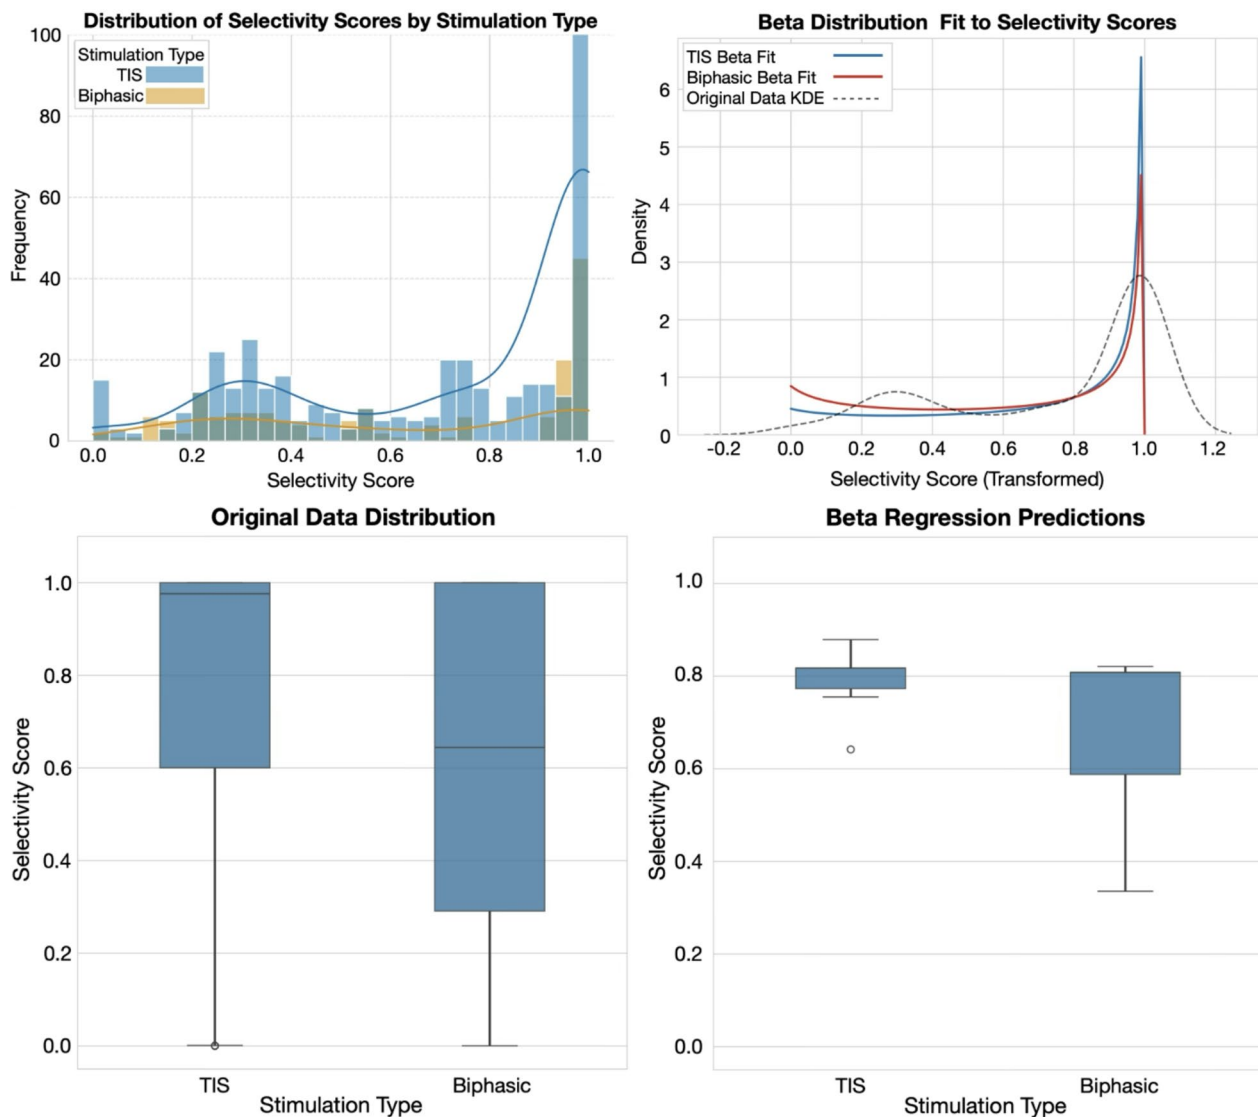 Distribution of Selectivity Scores by Stimulation Type
Stimulation Type
TIS
Biphasic
Frequency
100
80
60
40
20
0
0.0 0.2 0.4 0.6 0.8 1.0
Selectivity Score
Beta Distribution Fit to Selectivity Scores
TIS Beta Fit
Biphasic Beta Fit
Original Data KDE
Density
6
5
4
3
2
1
0
-0.2 0.0 0.2 0.4 0.6 0.8 1.0 1.2
Selectivity Score (Transformed)
Original Data Distribution
Selectivity Score
1.0
0.8
0.6
0.4
0.2
0.0
TIS Biphasic
Stimulation Type
Beta Regression Predictions
Selectivity Score
1.0
0.8
0.6
0.4
0.2
0.0
TIS Biphasic
Stimulation Type